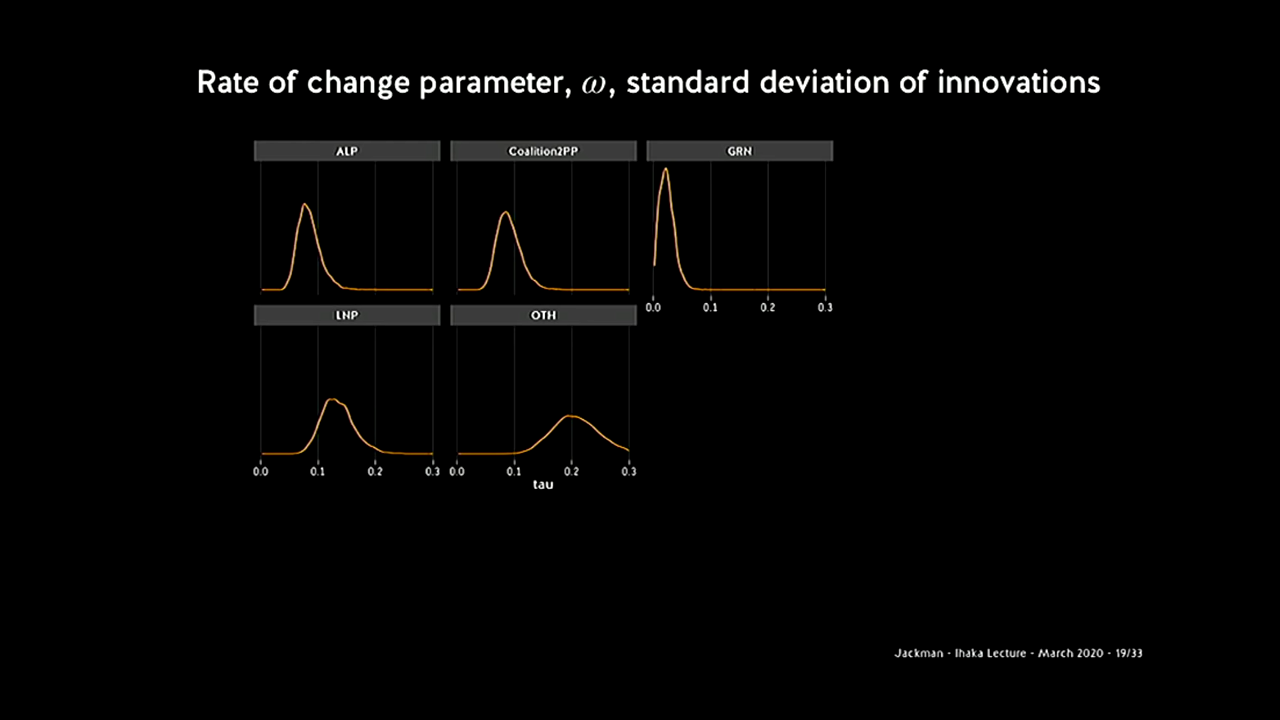 Rate of change parameter, ω, standard deviation of innovations
ALP
Coalition2PP
GRN
0.0 0.1 0.2 0.3
LNP
OTH
0.0 0.1 0.2 0.3
0.0 0.1 0.2 0.3
tau
Jackman - Ihaka Lecture - March 2020 - 19/33